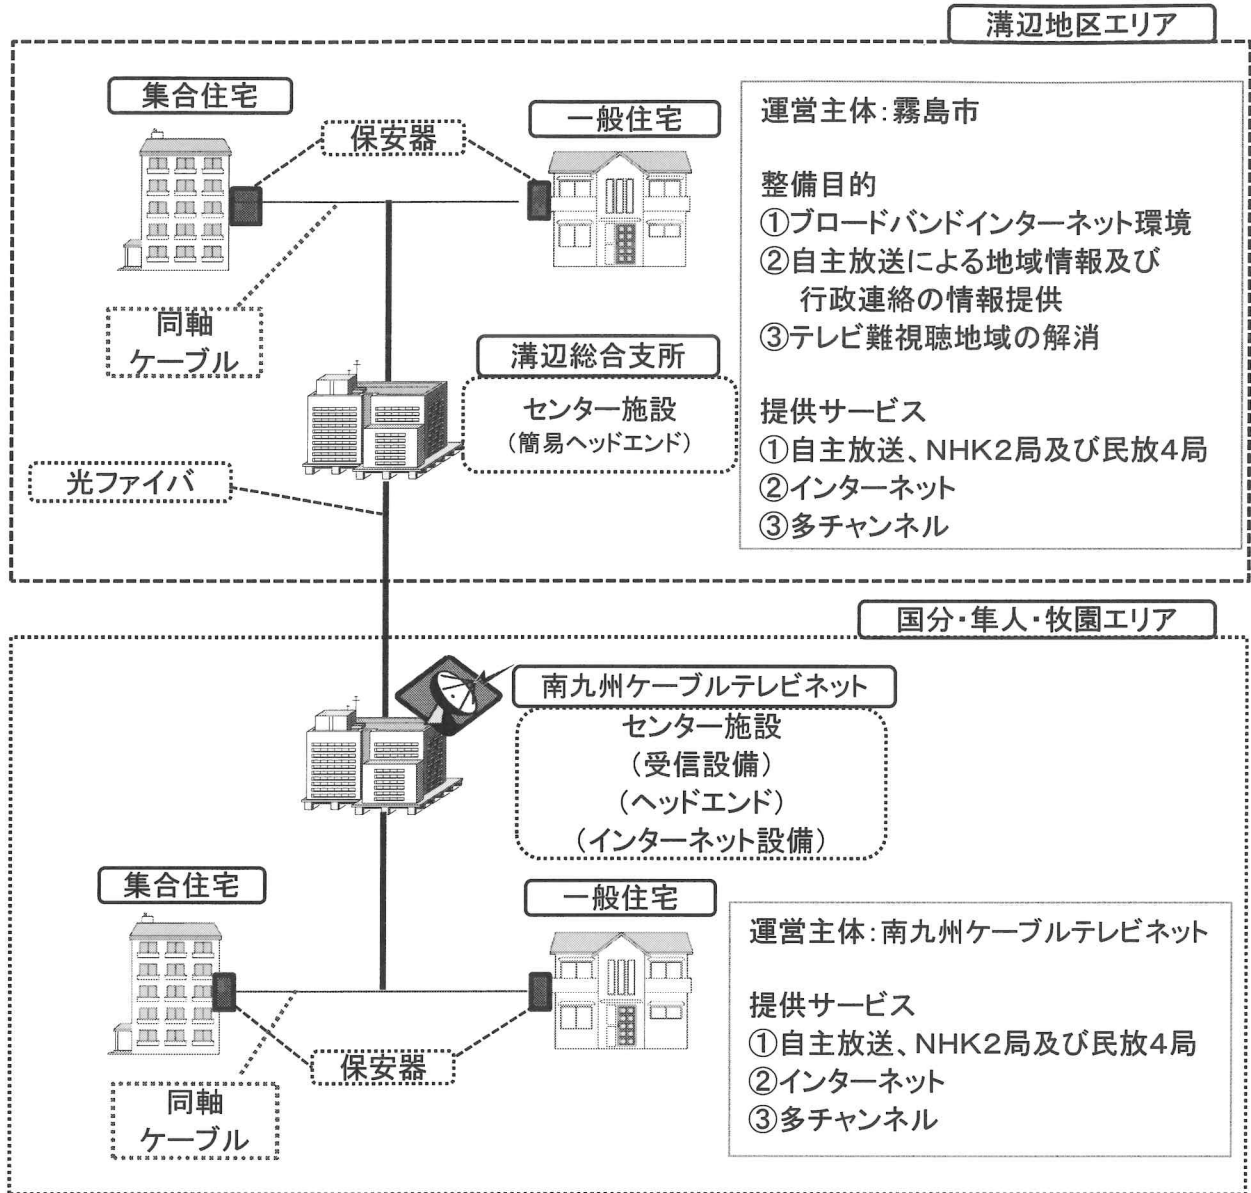 溝辺地区エリア
集合住宅
保安器
一般住宅
同軸
ケーブル
溝辺総合支所
センター施設
(簡易ヘッドエンド)
光ファイバ
運営主体:霧島市
整備目的
①ブロードバンドインターネット環境
②自主放送による地域情報及び
行政連絡の情報提供
③テレビ難視聴地域の解消
提供サービス
①自主放送、NHK2局及び民放4局
②インターネット
③多チャンネル
国分・隼人・牧園エリア
南九州ケーブルテレビネット
センター施設
(受信設備)
(ヘッドエンド)
(インターネット設備)
集合住宅
一般住宅
保安器
同軸
ケーブル
運営主体:南九州ケーブルテレビネット
提供サービス
①自主放送、NHK2局及び民放4局
②インターネット
③多チャンネル